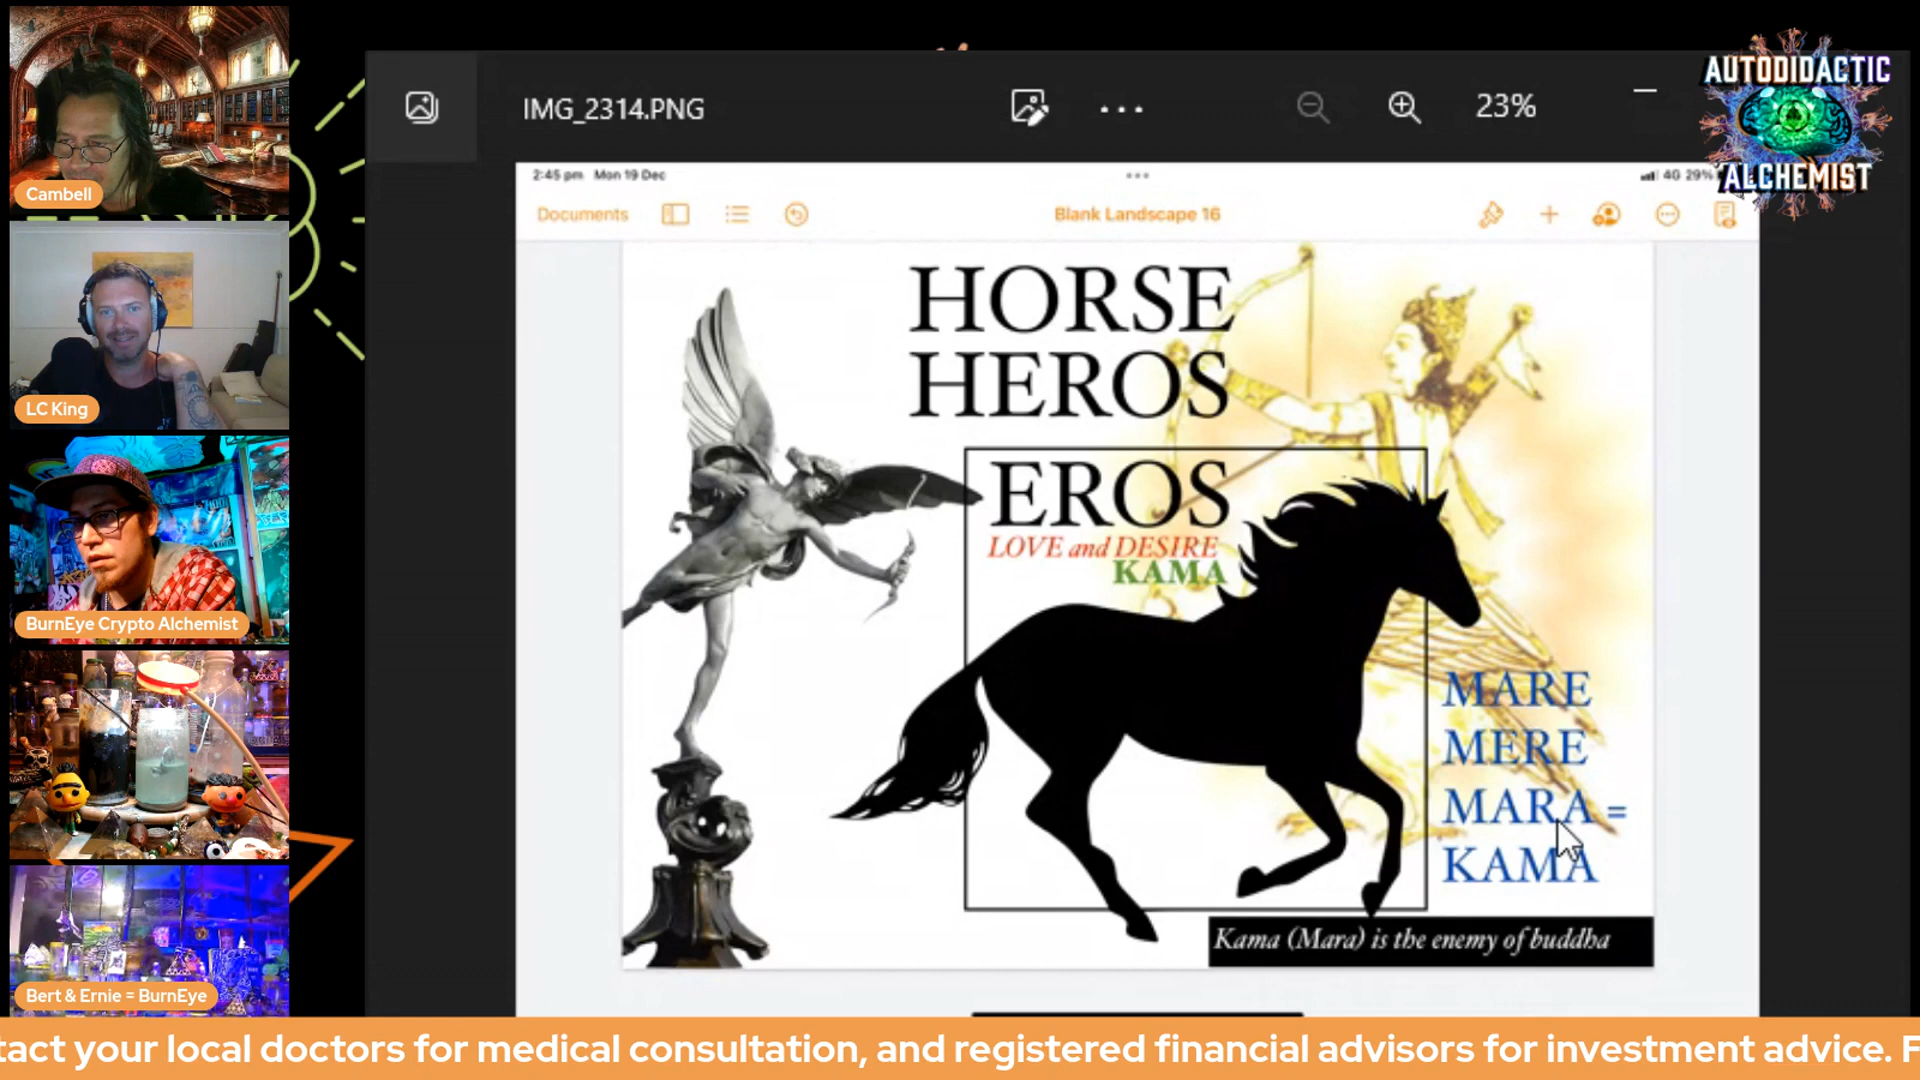 Cambell
LC King
BurnEye Crypto Alchemist
Bert & Ernie = BurnEye
IMG_2314.PNG
23%
AUTODIDACTIC
ALCHEMIST
2:45 pm Mon 19 Dec
4G 29%
Documents
Blank Landscape 16
HORSE
HEROS
EROS
LOVE and DESIRE
KAMA
MARE
MERE
MARA =
KAMA
Kama (Mara) is the enemy of buddha
your local doctors for medical consultation, and registered financial advisors for investment advice.